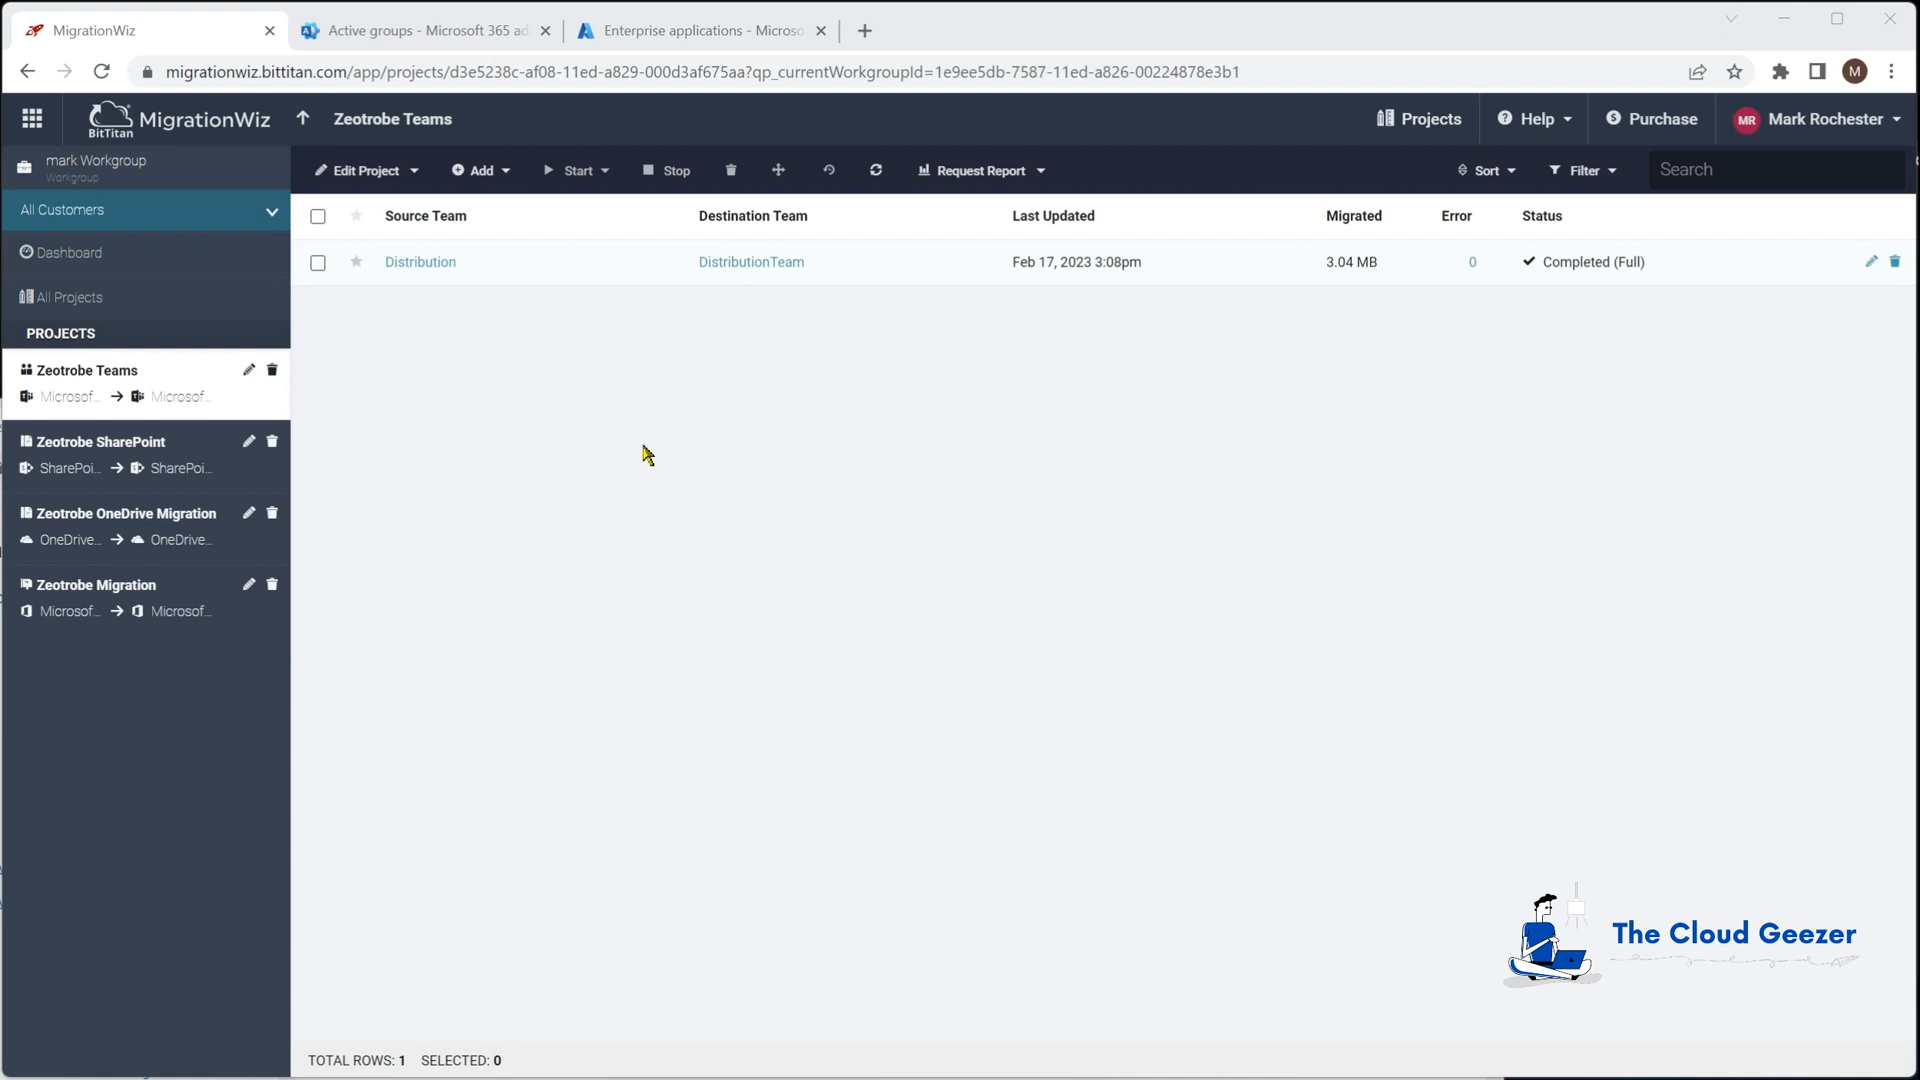 MigrationWiz
Active groups - Microsoft 365 ad
Enterprise applications - Microso
migrationwiz.bittitan.com/app/projects/d3e5238c-af08-11ed-a829-000d3af675aa?qp_currentWorkgroupId=1e9ee5db-7587-11ed-a826-00224878e3b1
M
BitTitan MigrationWiz
Zeotrobe Teams
Projects
Help
Purchase
MR Mark Rochester
mark Workgroup
Workgroup
Edit Project
Add
Start
Stop
Request Report
Sort
Filter
Search
All Customers
Dashboard
All Projects
PROJECTS
Zeotrobe Teams
Microsof... Microsof...
Zeotrobe SharePoint
SharePoi... SharePoi...
Zeotrobe OneDrive Migration
OneDrive... OneDrive...
Zeotrobe Migration
Microsof... Microsof...
Source Team Destination Team Last Updated Migrated Error Status
Distribution DistributionTeam Feb 17, 2023 3:08pm 3.04 MB 0 Completed (Full)
The Cloud Geezer
TOTAL ROWS: 1 SELECTED: 0